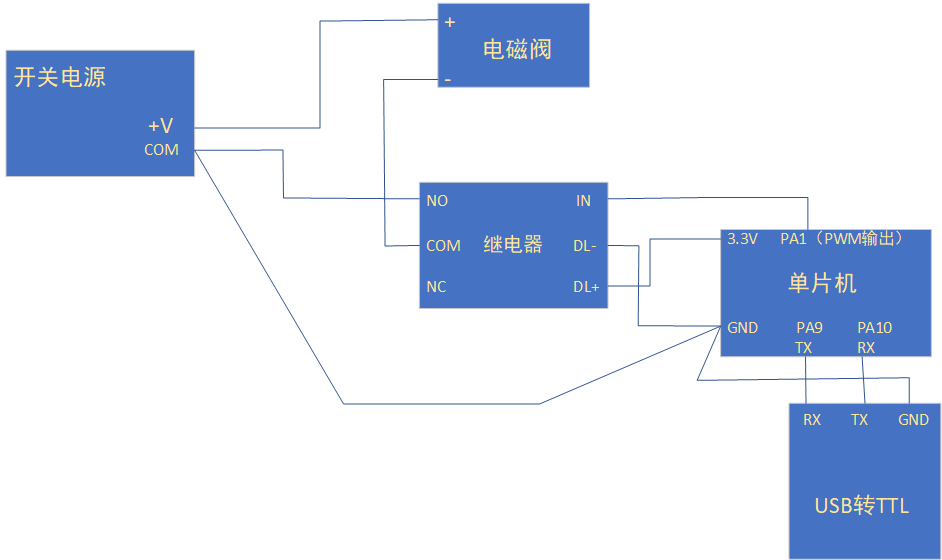 +
电磁阀
-
开关电源
+V
COM
NO
IN
COM
继电器
DL-
NC
DL+
3.3V
PA1（PWM输出）
单片机
GND
PA9
PA10
TX
RX
RX
TX
GND
USB转TTL